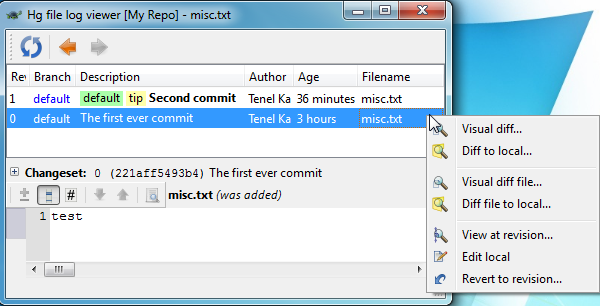 Hg file log viewer [My Repo] - misc.txt
Rev Branch Description Author Age Filename
1 default default tip Second commit Tenel Ka 36 minutes misc.txt
0 default The first ever commit Tenel Ka 3 hours misc.txt
Changeset: 0 (221aff5493b4) The first ever commit
# misc.txt (was added)
1 test
Visual diff...
Diff to local...
Visual diff file...
Diff file to local...
View at revision...
Edit local
Revert to revision...